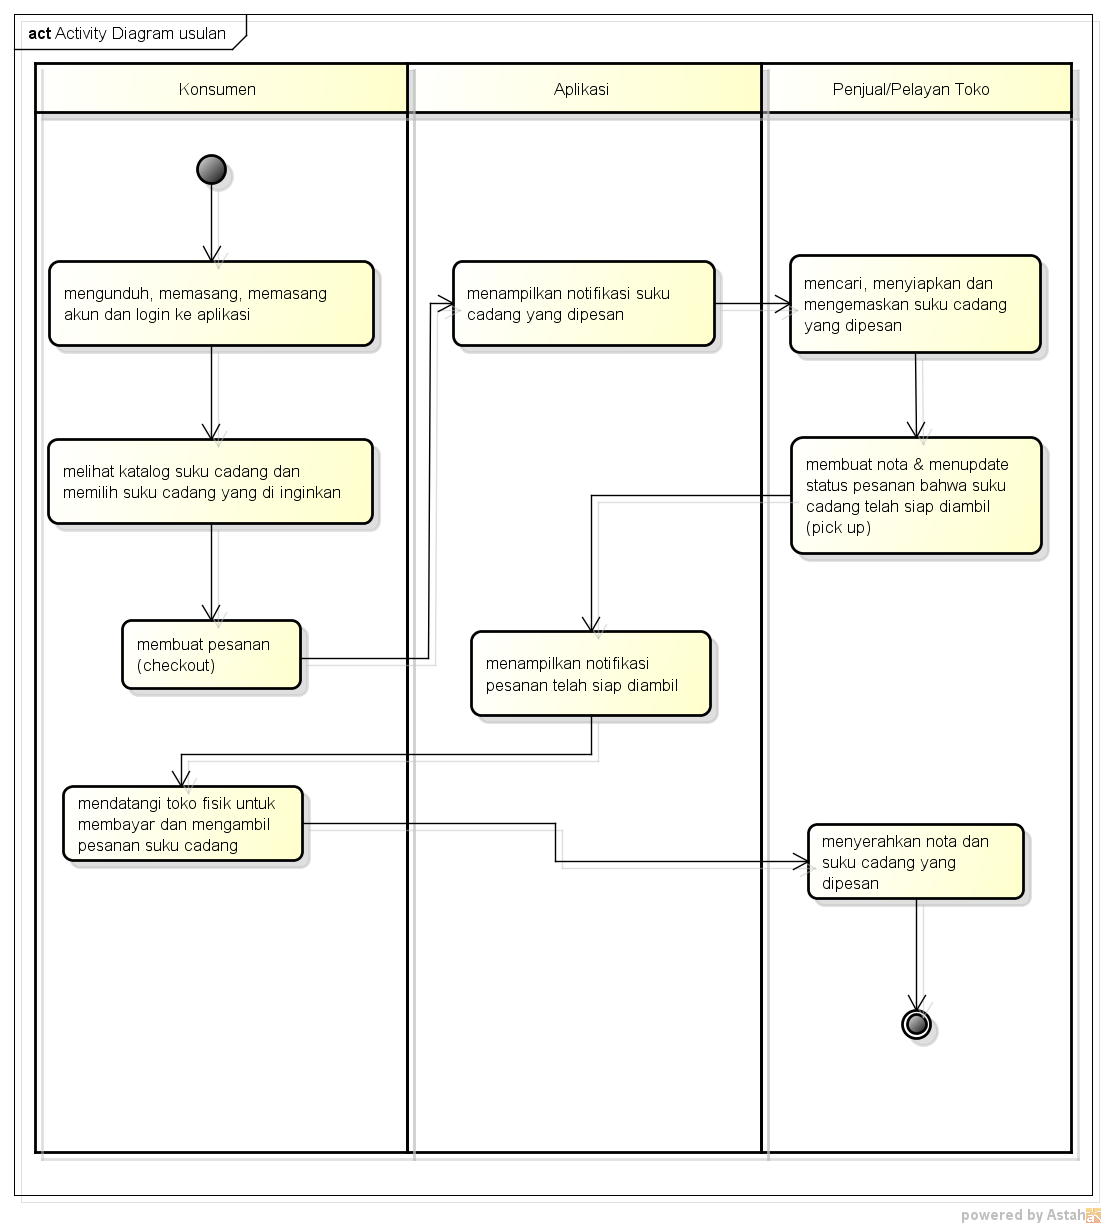 act Activity Diagram usulan
Konsumen
Aplikasi
Penjual/Pelayan Toko
mengunduh, memasang, memasang
akun dan login ke aplikasi
menampilkan notifikasi suku
cadang yang dipesan
mencari, menyiapkan dan
mengemaskan suku cadang
yang dipesan
melihat katalog suku cadang dan
memilih suku cadang yang di inginkan
membuat nota & menupdate
status pesanan bahwa suku
cadang telah siap diambil
(pick up)
membuat pesanan
(checkout)
menampilkan notifikasi
pesanan telah siap diambil
mendatangi toko fisik untuk
membayar dan mengambil
pesanan suku cadang
menyerahkan nota dan
suku cadang yang
dipesan
powered by Astah